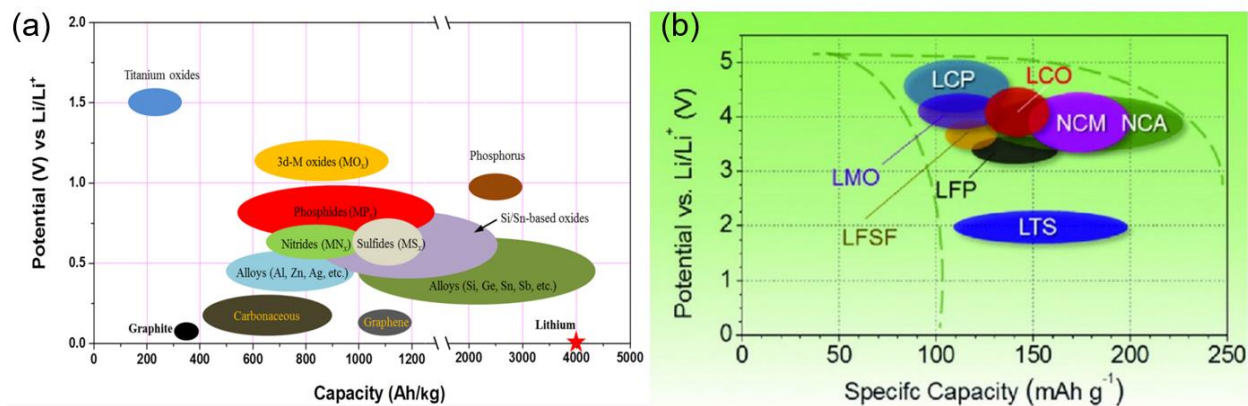 (a)
2.0
1.5
1.0
0.5
0.0
Potential (V) vs Li/Li⁺
Titanium oxides
3d-M oxides (MOₓ)
Phosphorus
Phosphides (MPₓ)
Si/Sn-based oxides
Nitrides (MNₓ)
Sulfides (MSₓ)
Alloys (Al, Zn, Ag, etc.)
Alloys (Si, Ge, Sn, Sb, etc.)
Carbonaceous
Graphene
Graphite
Lithium
0 200 400 600 800 1000 1200 2000 3000 4000 5000
Capacity (Ah/kg)
(b)
5
4
3
2
1
0
Potential vs. Li/Li⁺ (V)
LCP
LCO
NCM
NCA
LMO
LFP
LFSF
LTS
0 50 100 150 200 250
Specifc Capacity (mAh g⁻¹)